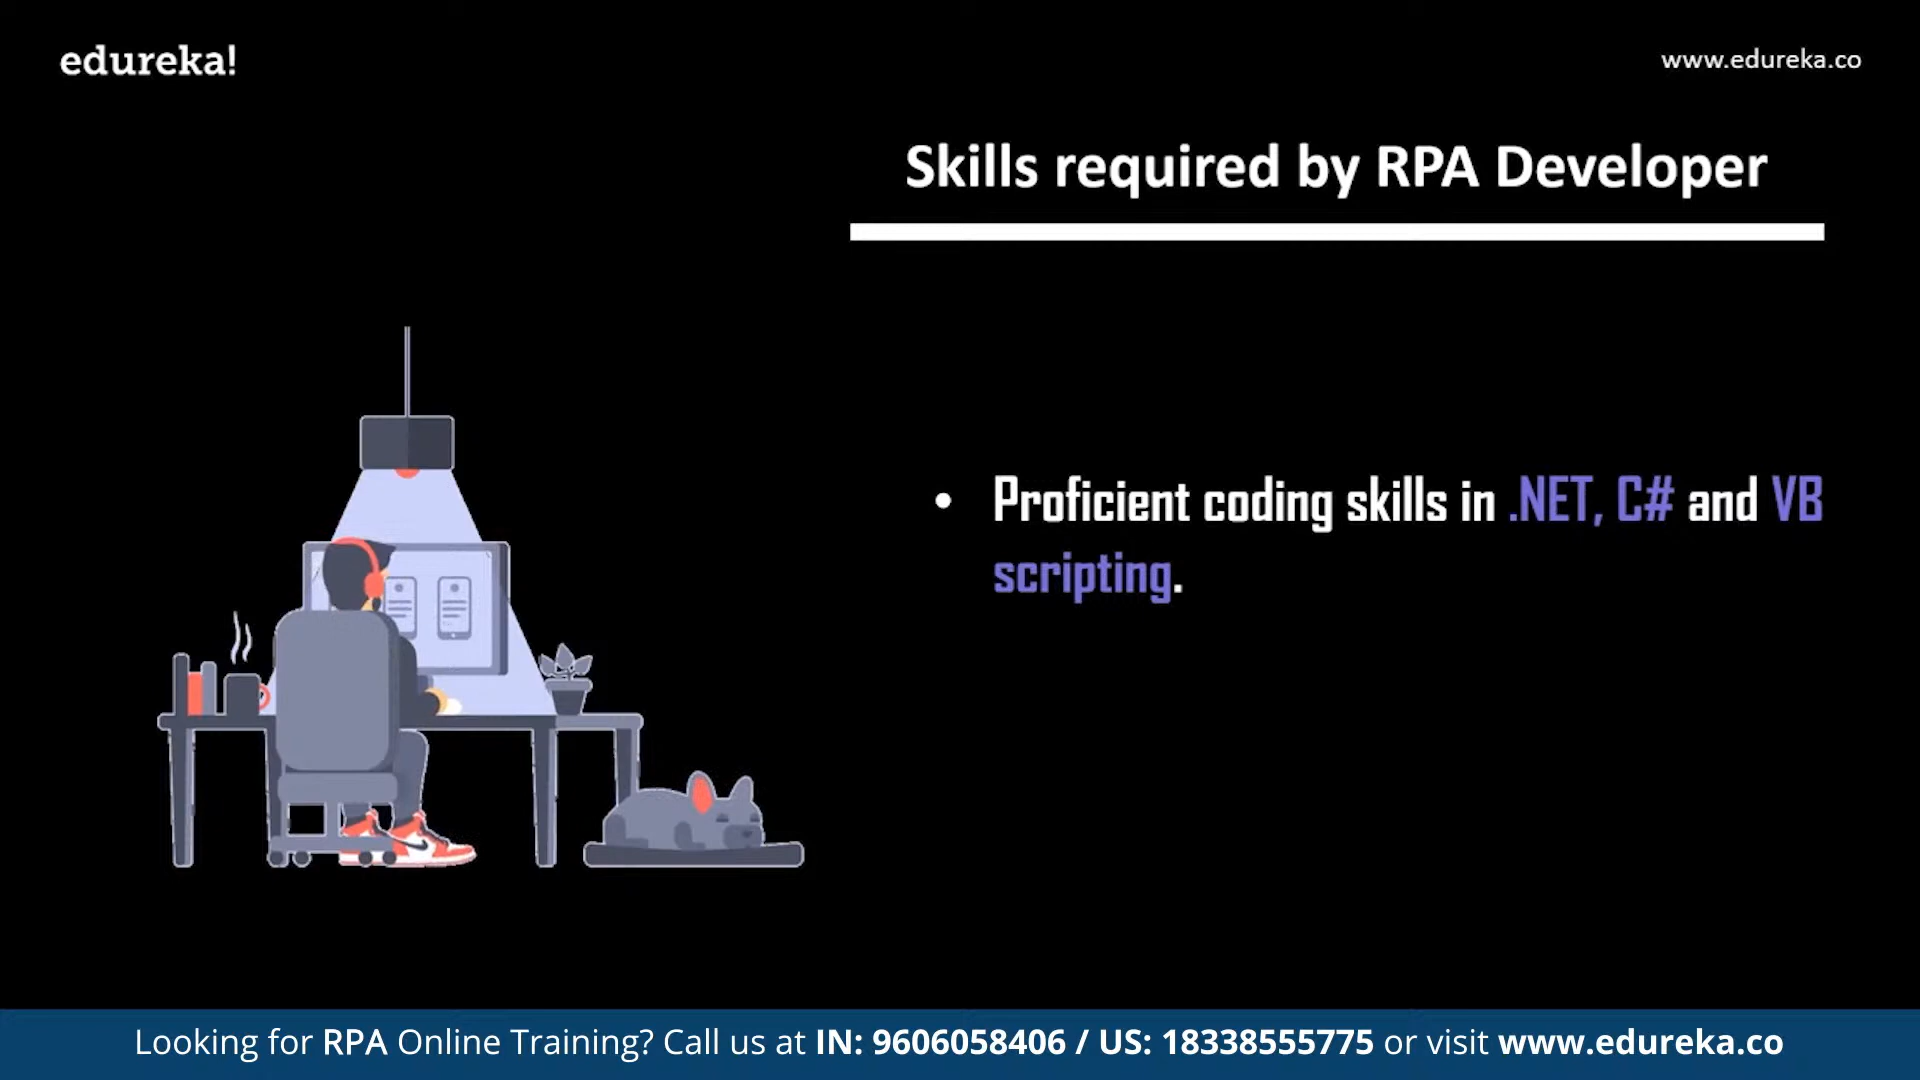 edureka!
www.edureka.co
Skills required by RPA Developer
• Proficient coding skills in .NET, C# and VB
scripting.
Looking for RPA Online Training? Call us at IN: 9606058406 / US: 18338555775 or visit www.edureka.co